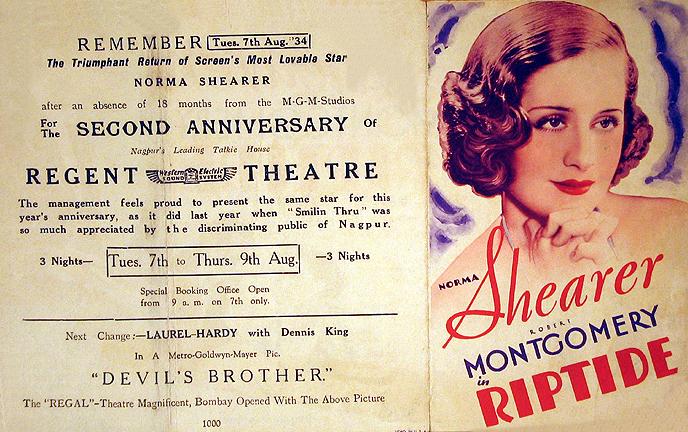 REMEMBER Tues. 7th Aug. "34
The Triumphant Return of Screen's Most Lovable Star
NORMA SHEARER
after an absence of 18 months from the M-G-M-Studios
For The SECOND ANNIVERSARY Of
Nagpur's Leading Talkie House
REGENT Western Electric SOUND SYSTEM THEATRE
The management feels proud to present the same star for this
year's anniversary, as it did last year when "Smilin Thru" was
so much appreciated by the discriminating public of Nagpur.
3 Nights— Tues. 7th to Thurs. 9th Aug. —3 Nights
Special Booking Office Open
from 9 a. m. on 7th only.
Next Change:—LAUREL-HARDY with Dennis King
In A Metro-Goldwyn-Mayer Pic.
"DEVIL'S BROTHER."
The "REGAL"-Theatre Magnificent, Bombay Opened With The Above Picture
1000
NORMA Shearer
ROBERT
MONTGOMERY
in
RIPTIDE